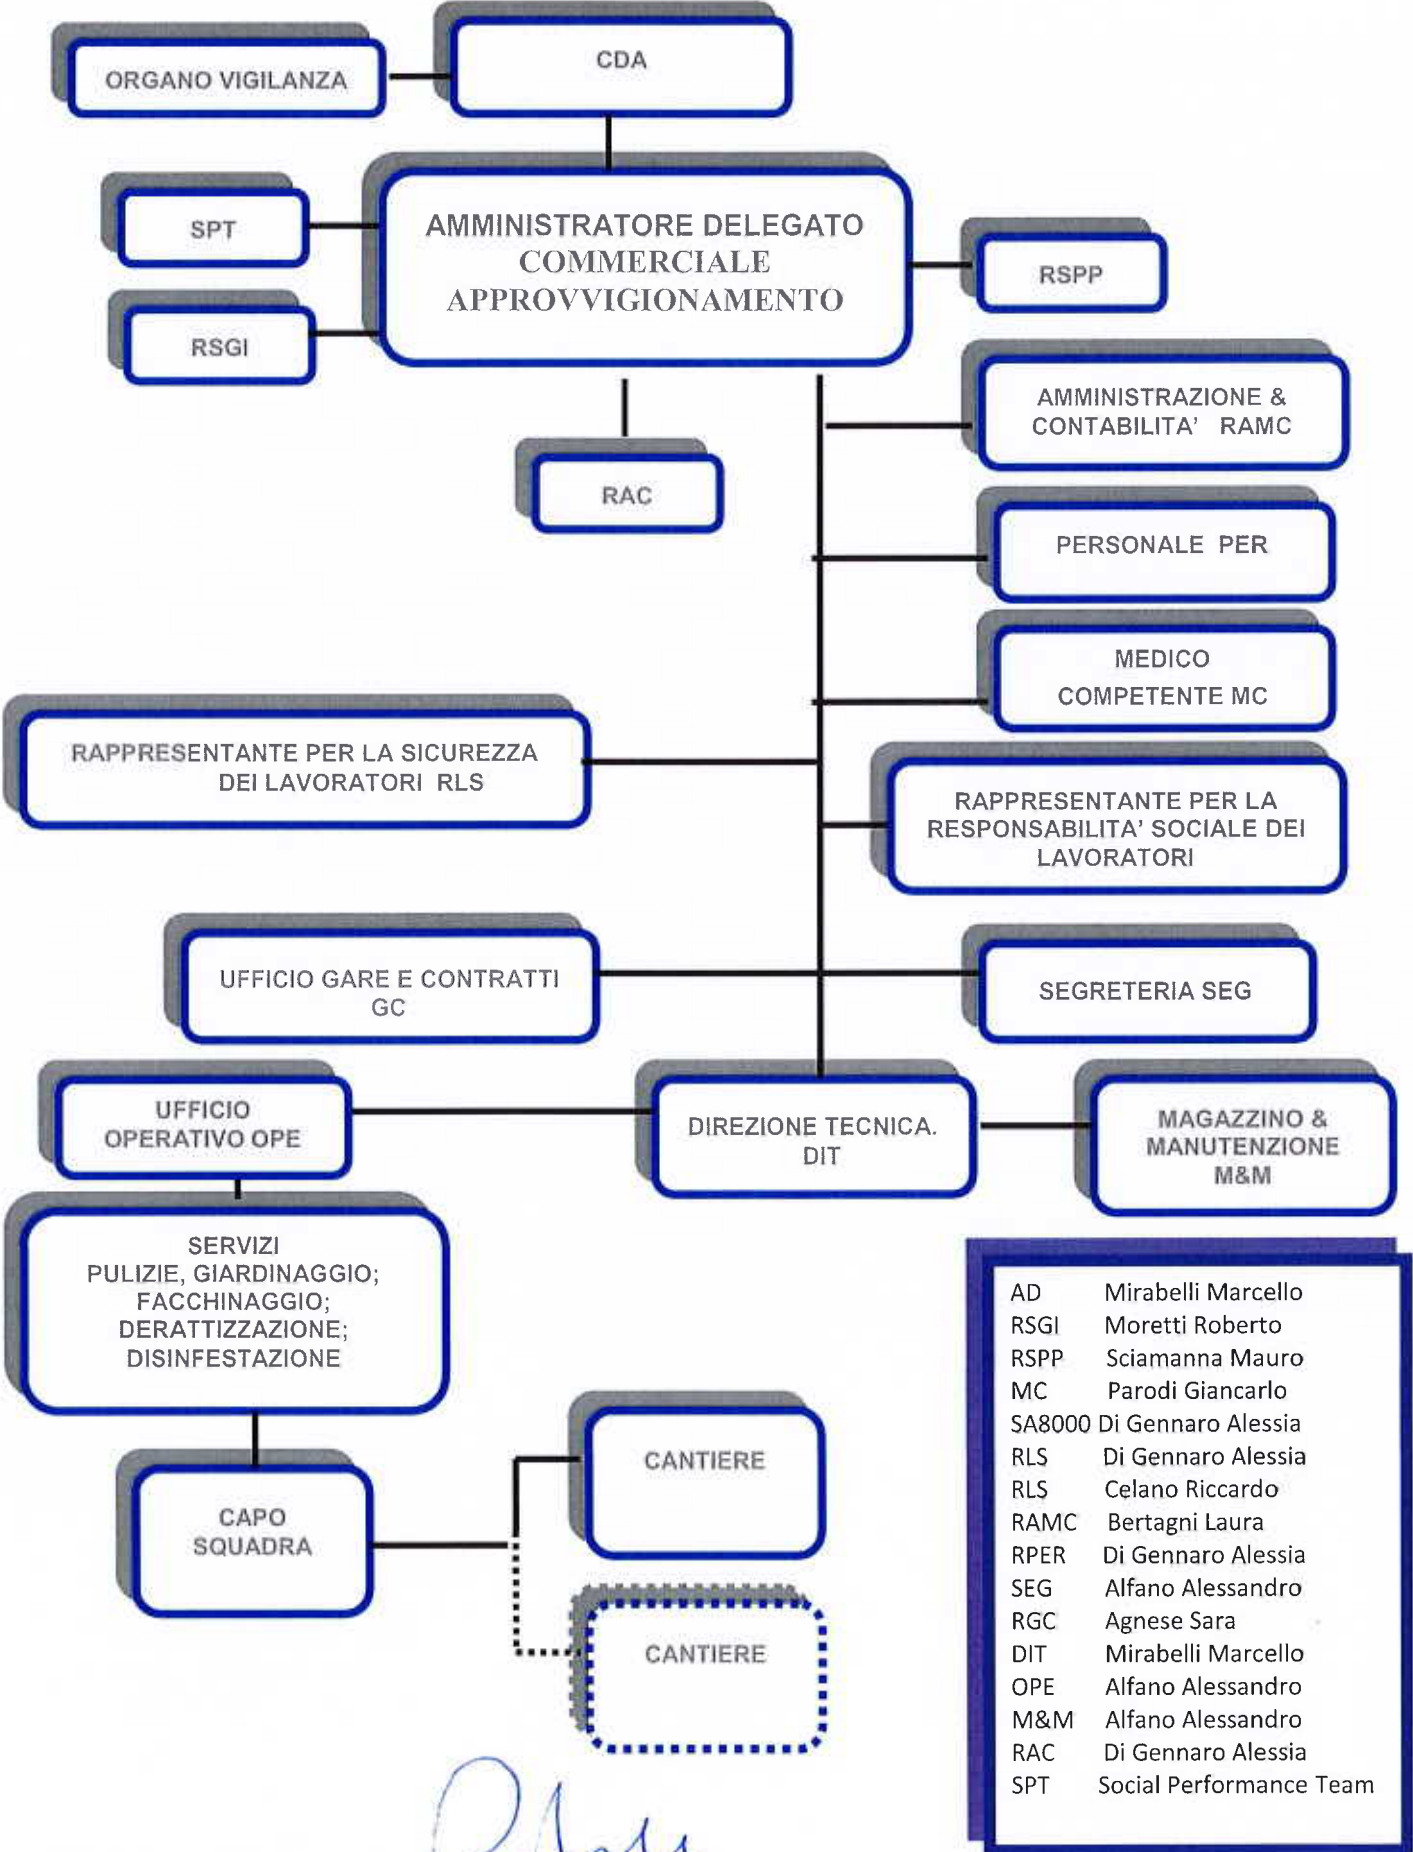 ORGANO VIGILANZA
CDA
SPT
AMMINISTRATORE DELEGATO
COMMERCIALE
APPROVVIGIONAMENTO
RSPP
RSGI
AMMINISTRAZIONE &
CONTABILITA' RAMC
RAC
PERSONALE PER
MEDICO
COMPETENTE MC
RAPPRESENTANTE PER LA SICUREZZA
DEI LAVORATORI RLS
RAPPRESENTANTE PER LA
RESPONSABILITA' SOCIALE DEI
LAVORATORI
UFFICIO GARE E CONTRATTI
GC
SEGRETERIA SEG
UFFICIO
OPERATIVO OPE
DIREZIONE TECNICA.
DIT
MAGAZZINO &
MANUTENZIONE
M&M
SERVIZI
PULIZIE, GIARDINAGGIO;
FACCHINAGGIO;
DERATTIZZAZIONE;
DISINFESTAZIONE
CAPO
SQUADRA
CANTIERE
CANTIERE
AD Mirabelli Marcello
RSGI Moretti Roberto
RSPP Sciamanna Mauro
MC Parodi Giancarlo
SA8000 Di Gennaro Alessia
RLS Di Gennaro Alessia
RLS Celano Riccardo
RAMC Bertagni Laura
RPER Di Gennaro Alessia
SEG Alfano Alessandro
RGC Agnese Sara
DIT Mirabelli Marcello
OPE Alfano Alessandro
M&M Alfano Alessandro
RAC Di Gennaro Alessia
SPT Social Performance Team